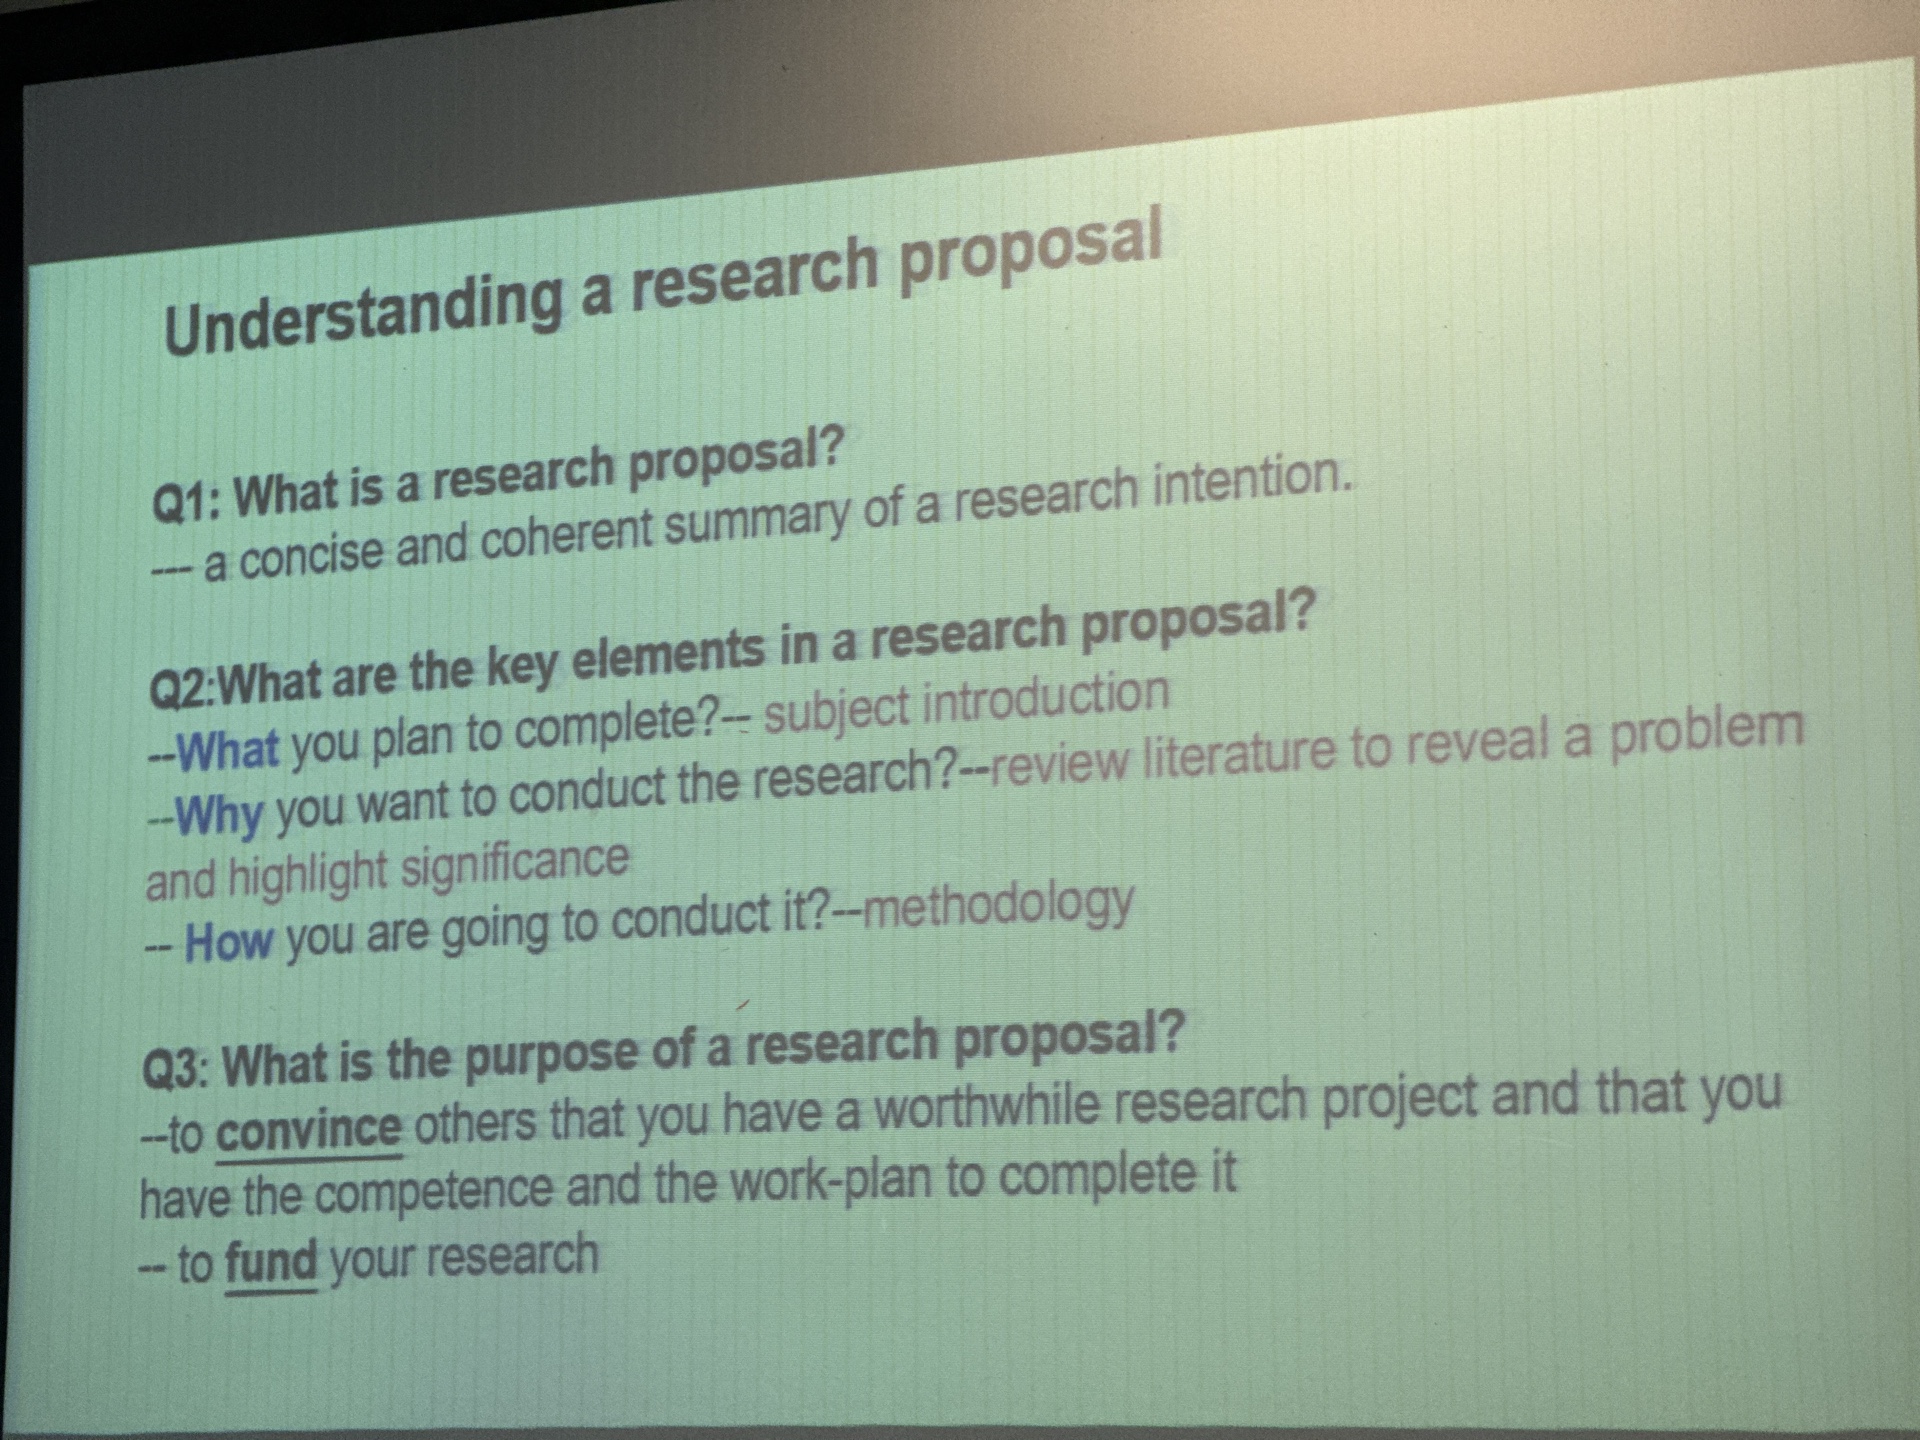 Understanding a research proposal
Q1: What is a research proposal?
--- a concise and coherent summary of a research intention.
Q2:What are the key elements in a research proposal?
--What you plan to complete?-- subject introduction
--Why you want to conduct the research?--review literature to reveal a problem
and highlight significance
-- How you are going to conduct it?--methodology
Q3: What is the purpose of a research proposal?
--to convince others that you have a worthwhile research project and that you
have the competence and the work-plan to complete it
-- to fund your research